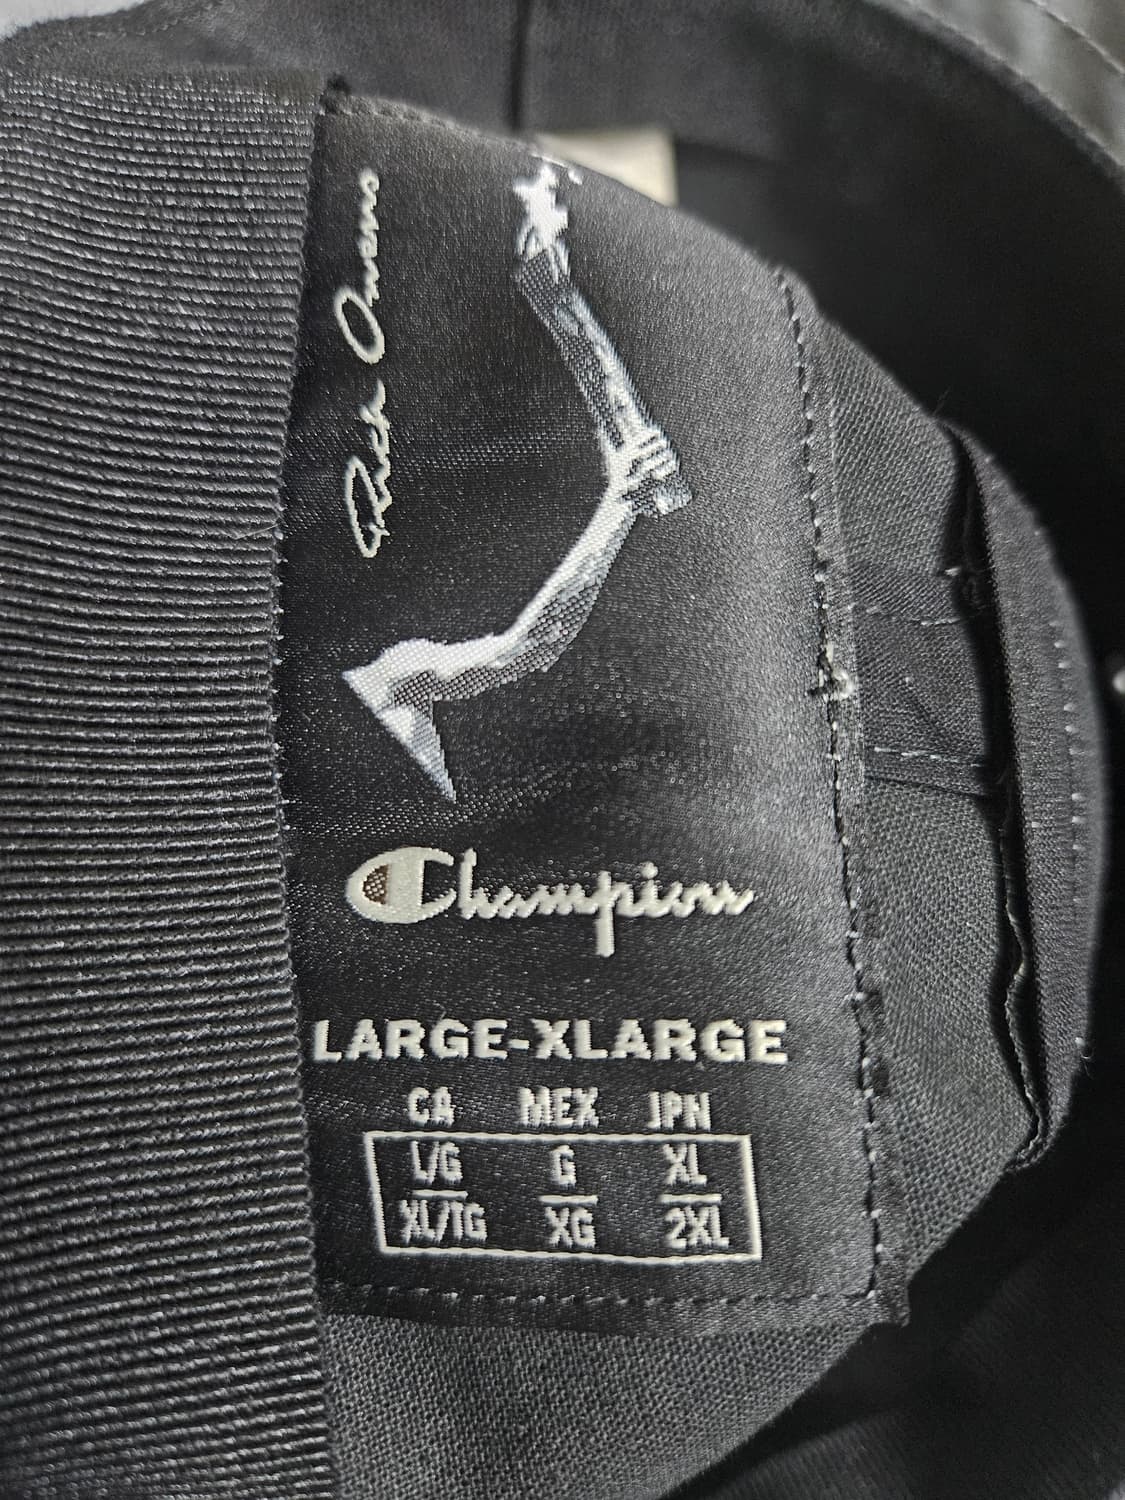 Rick Owens
Champion
LARGE-XLARGE
CA MEX JPN
L/G G XL
XL/TG XG 2XL